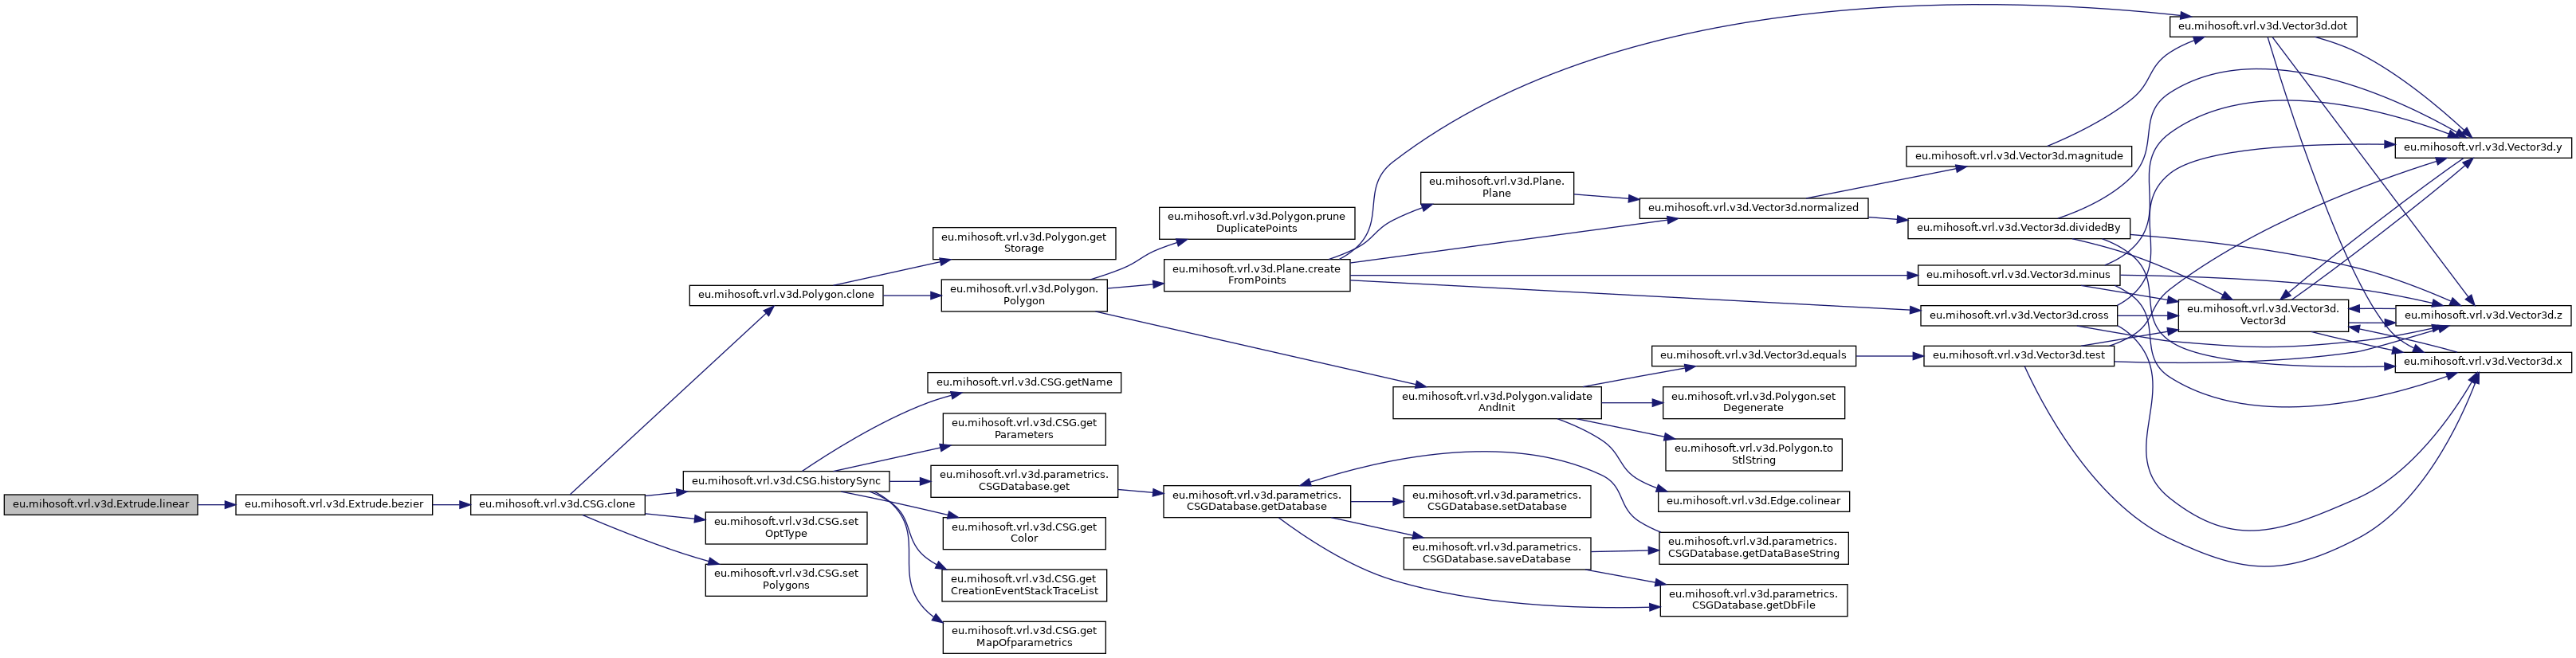 eu.mihosoft.vrl.v3d.Extrude.linear
eu.mihosoft.vrl.v3d.Extrude.bezier
eu.mihosoft.vrl.v3d.CSG.clone
eu.mihosoft.vrl.v3d.Polygon.clone
eu.mihosoft.vrl.v3d.CSG.historySync
eu.mihosoft.vrl.v3d.CSG.set
OptType
eu.mihosoft.vrl.v3d.CSG.set
Polygons
eu.mihosoft.vrl.v3d.Polygon.get
Storage
eu.mihosoft.vrl.v3d.Polygon.
Polygon
eu.mihosoft.vrl.v3d.CSG.getName
eu.mihosoft.vrl.v3d.CSG.get
Parameters
eu.mihosoft.vrl.v3d.parametrics.
CSGDatabase.get
eu.mihosoft.vrl.v3d.CSG.get
Color
eu.mihosoft.vrl.v3d.CSG.get
CreationEventStackTraceList
eu.mihosoft.vrl.v3d.CSG.get
MapOfparametrics
eu.mihosoft.vrl.v3d.Polygon.prune
DuplicatePoints
eu.mihosoft.vrl.v3d.Plane.create
FromPoints
eu.mihosoft.vrl.v3d.parametrics.
CSGDatabase.getDatabase
eu.mihosoft.vrl.v3d.Plane.
Plane
eu.mihosoft.vrl.v3d.Polygon.validate
AndInit
eu.mihosoft.vrl.v3d.parametrics.
CSGDatabase.setDatabase
eu.mihosoft.vrl.v3d.parametrics.
CSGDatabase.saveDatabase
eu.mihosoft.vrl.v3d.Vector3d.normalized
eu.mihosoft.vrl.v3d.Vector3d.equals
eu.mihosoft.vrl.v3d.Polygon.set
Degenerate
eu.mihosoft.vrl.v3d.Polygon.to
StlString
eu.mihosoft.vrl.v3d.Edge.colinear
eu.mihosoft.vrl.v3d.parametrics.
CSGDatabase.getDataBaseString
eu.mihosoft.vrl.v3d.parametrics.
CSGDatabase.getDbFile
eu.mihosoft.vrl.v3d.Vector3d.magnitude
eu.mihosoft.vrl.v3d.Vector3d.dividedBy
eu.mihosoft.vrl.v3d.Vector3d.minus
eu.mihosoft.vrl.v3d.Vector3d.cross
eu.mihosoft.vrl.v3d.Vector3d.test
eu.mihosoft.vrl.v3d.Vector3d.dot
eu.mihosoft.vrl.v3d.Vector3d.
Vector3d
eu.mihosoft.vrl.v3d.Vector3d.y
eu.mihosoft.vrl.v3d.Vector3d.z
eu.mihosoft.vrl.v3d.Vector3d.x